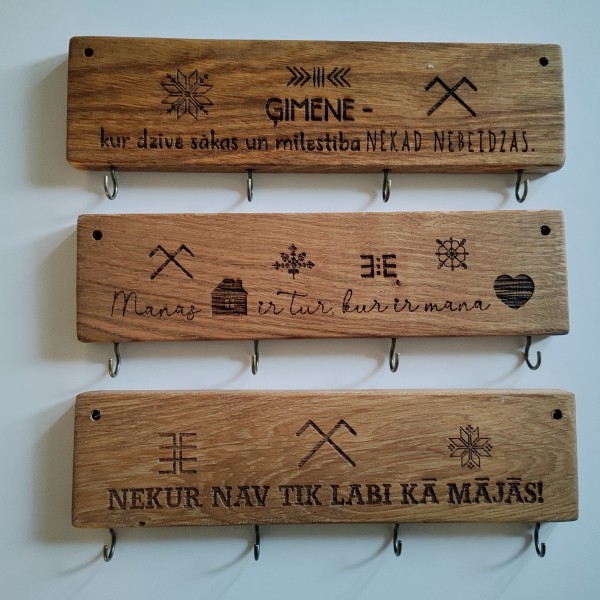 ĢIMENE -
kur dzīve sākas un mīlestība NEKAD NEBEIDZAS.
Manas ir tur, kur ir mana
NEKUR NAV TIK LABI KĀ MĀJĀS!